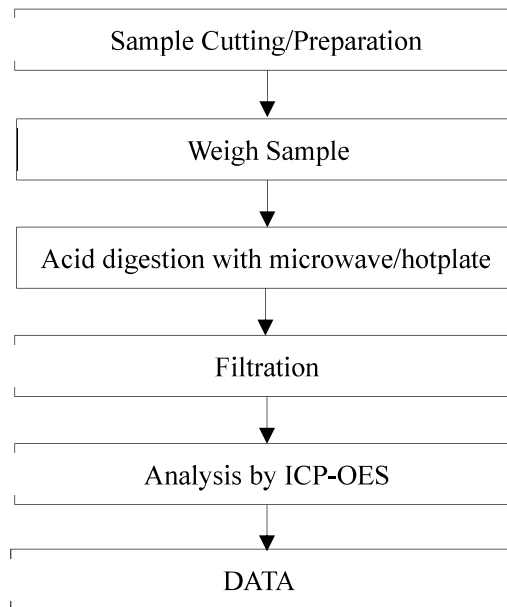 Sample Cutting/Preparation
Weigh Sample
Acid digestion with microwave/hotplate
Filtration
Analysis by ICP-OES
DATA